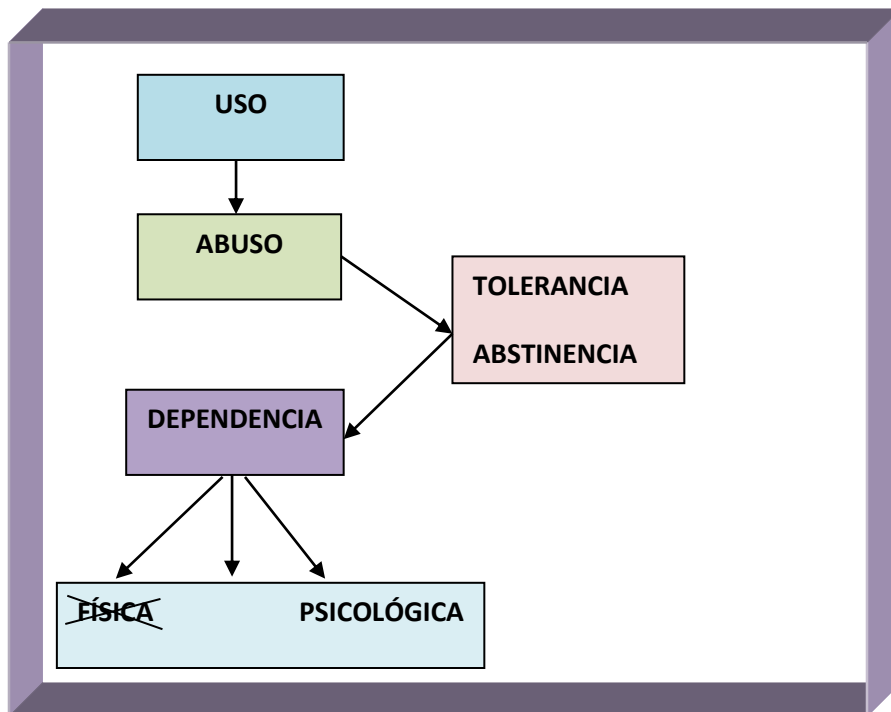 USO
ABUSO
TOLERANCIA
ABSTINENCIA
DEPENDENCIA
FÍSICA PSICOLÓGICA